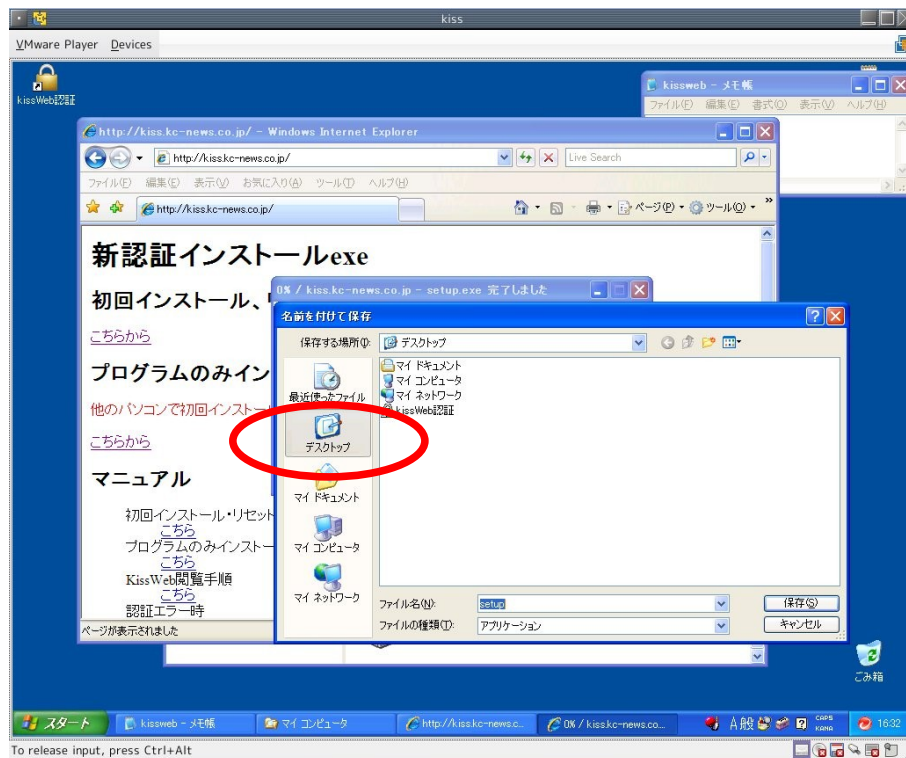 kiss
VMware Player Devices
kissWeb認証
kissweb - メモ帳
ファイル(F) 編集(E) 書式(O) 表示(V) ヘルプ(H)
http://kiss.kc-news.co.jp/ - Windows Internet Explorer
http://kiss.kc-news.co.jp/
Live Search
ファイル(F) 編集(E) 表示(V) お気に入り(A) ツール(T) ヘルプ(H)
http://kiss.kc-news.co.jp/
ページ(P) ツール(O)
新認証インストールexe
0% / kiss.kc-news.co.jp - setup.exe 完了しました
初回インストール、
こちらから
プログラムのみイン
他のパソコンで初回インストー
こちらから
マニュアル
初回インストール・リセット
こちら
プログラムのみインストー
こちら
KissWeb閲覧手順
こちら
認証エラー時
ページが表示されました
名前を付けて保存
保存する場所(I):
デスクトップ
最近使ったファイル
デスクトップ
マイ ドキュメント
マイ コンピュータ
マイ ネットワーク
マイ ドキュメント
マイ コンピュータ
マイ ネットワーク
kissWeb認証
ファイル名(N):
setup
保存(S)
ファイルの種類(T):
アプリケーション
キャンセル
ごみ箱
スタート
kissweb - メモ帳
マイ コンピュータ
http://kiss.kc-news.c...
0% / kiss.kc-news.co...
A 般
CAPS
KANA
16:32
To release input, press Ctrl+Alt